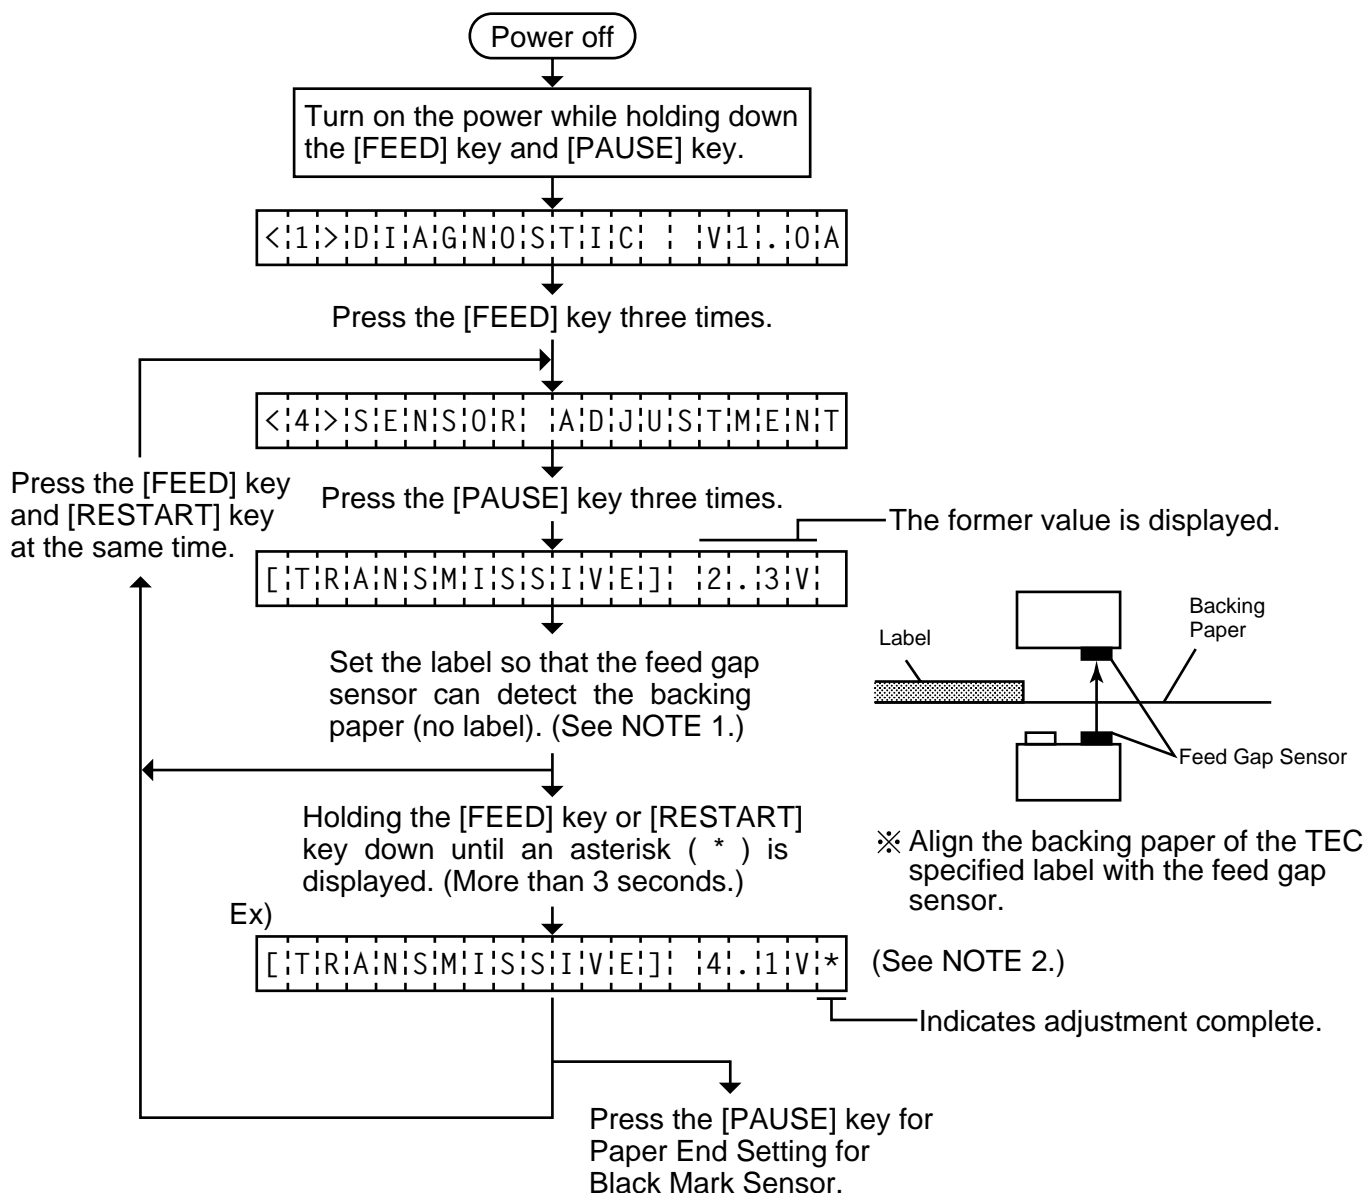 Power off
Turn on the power while holding down
the [FEED] key and [PAUSE] key.
<1>DIAGNOSTIC  V1.0A
Press the [FEED] key three times.
<4>SENSOR ADJUSTMENT
Press the [FEED] key
and [RESTART] key
at the same time.
Press the [PAUSE] key three times.
The former value is displayed.
[TRANSMISSIVE] 2.3V
Set the label so that the feed gap
sensor can detect the backing
paper (no label). (See NOTE 1.)
Label
Backing
Paper
Feed Gap Sensor
Holding the [FEED] key or [RESTART]
key down until an asterisk ( * ) is
displayed. (More than 3 seconds.)
※ Align the backing paper of the TEC
specified label with the feed gap
sensor.
Ex)
[TRANSMISSIVE] 4.1V*
(See NOTE 2.)
Indicates adjustment complete.
Press the [PAUSE] key for
Paper End Setting for
Black Mark Sensor.